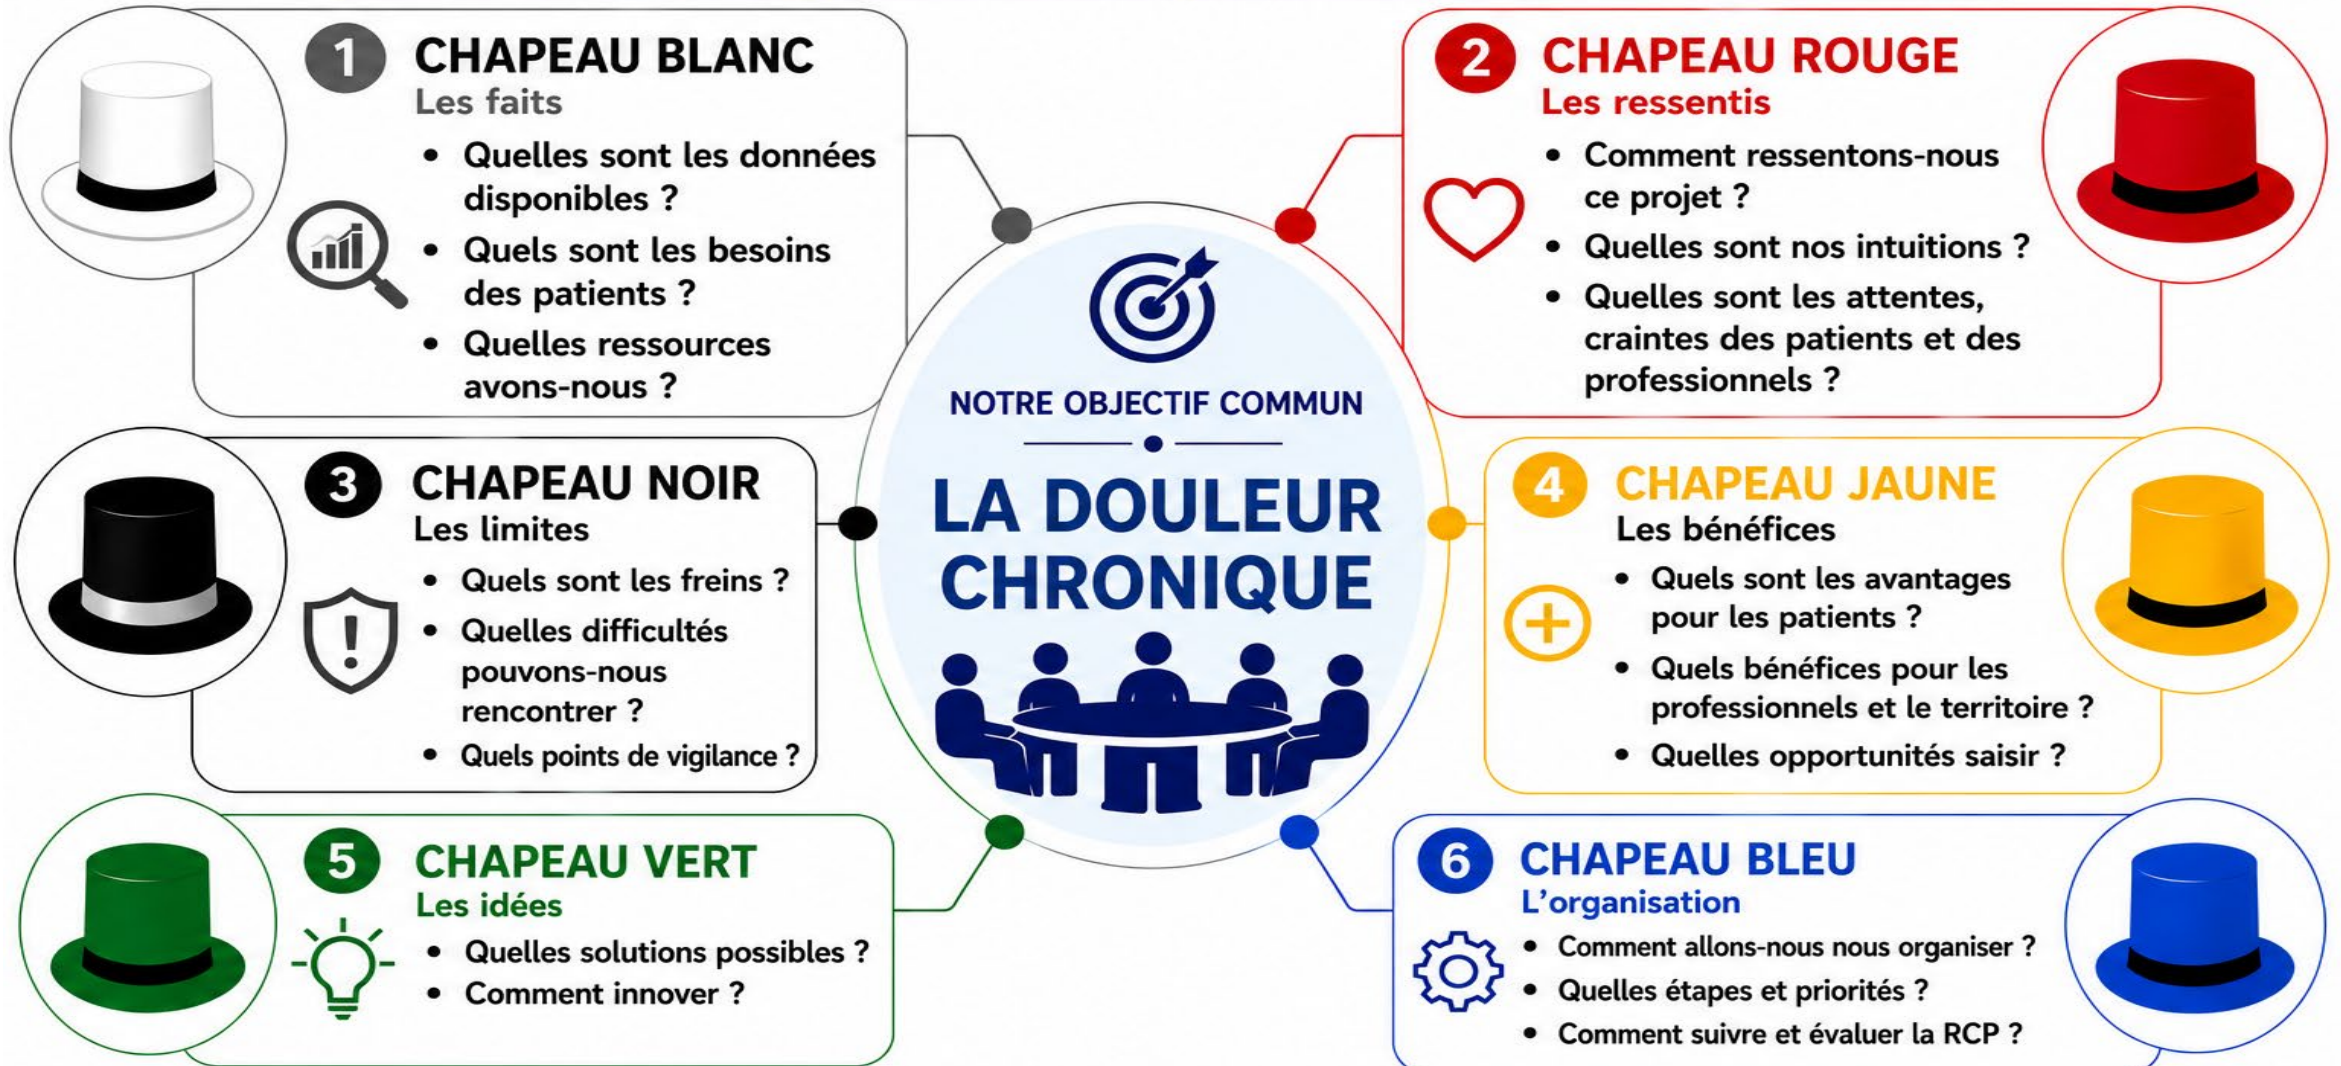 1
CHAPEAU BLANC
Les faits
• Quelles sont les données
disponibles ?
• Quels sont les besoins
des patients ?
• Quelles ressources
avons-nous ?
2
CHAPEAU ROUGE
Les ressentis
• Comment ressentons-nous
ce projet ?
• Quelles sont nos intuitions ?
• Quelles sont les attentes,
craintes des patients et des
professionnels ?
NOTRE OBJECTIF COMMUN
LA DOULEUR
CHRONIQUE
3
CHAPEAU NOIR
Les limites
• Quels sont les freins ?
• Quelles difficultés
pouvons-nous
rencontrer ?
• Quels points de vigilance ?
4
CHAPEAU JAUNE
Les bénéfices
• Quels sont les avantages
pour les patients ?
• Quels bénéfices pour les
professionnels et le territoire ?
• Quelles opportunités saisir ?
5
CHAPEAU VERT
Les idées
• Quelles solutions possibles ?
• Comment innover ?
6
CHAPEAU BLEU
L'organisation
• Comment allons-nous nous organiser ?
• Quelles étapes et priorités ?
• Comment suivre et évaluer la RCP ?